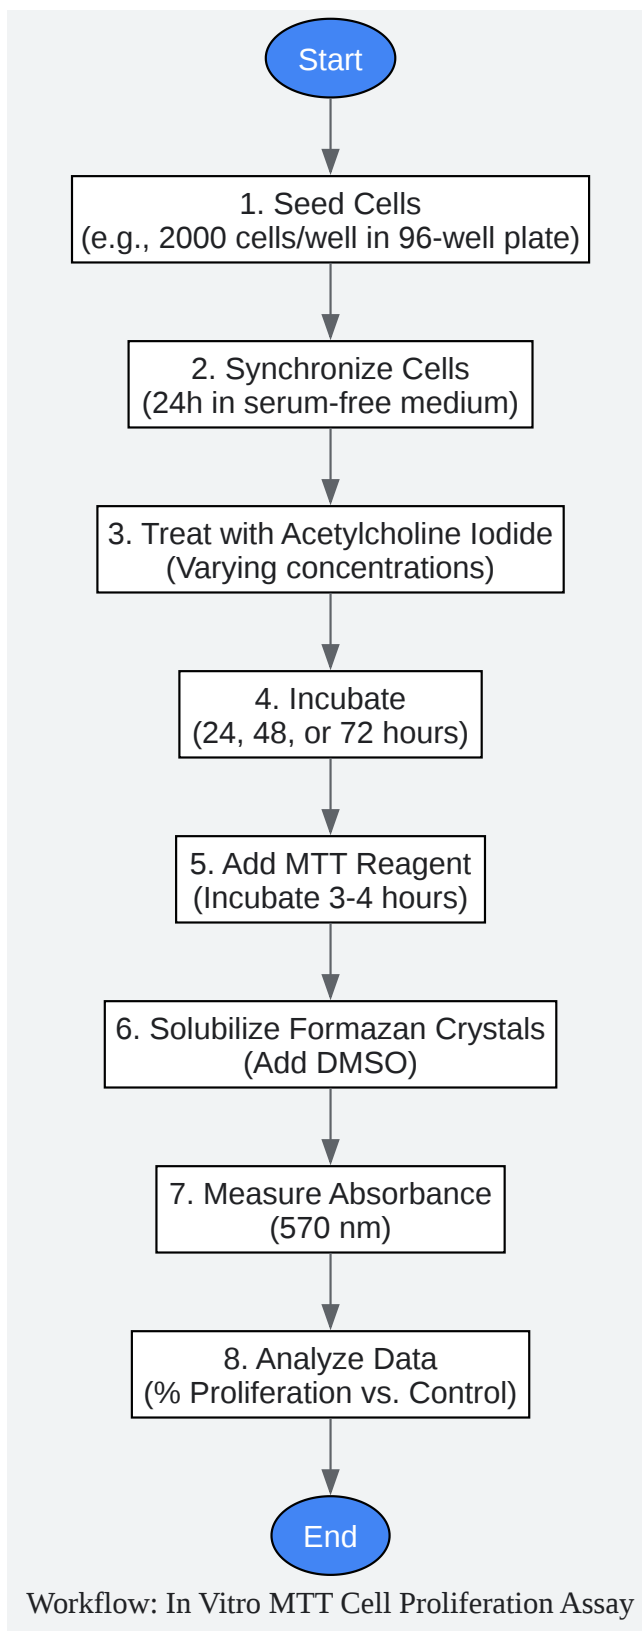 Start
1. Seed Cells
(e.g., 2000 cells/well in 96-well plate)
2. Synchronize Cells
(24h in serum-free medium)
3. Treat with Acetylcholine Iodide
(Varying concentrations)
4. Incubate
(24, 48, or 72 hours)
5. Add MTT Reagent
(Incubate 3-4 hours)
6. Solubilize Formazan Crystals
(Add DMSO)
7. Measure Absorbance
(570 nm)
8. Analyze Data
(% Proliferation vs. Control)
End
Workflow: In Vitro MTT Cell Proliferation Assay